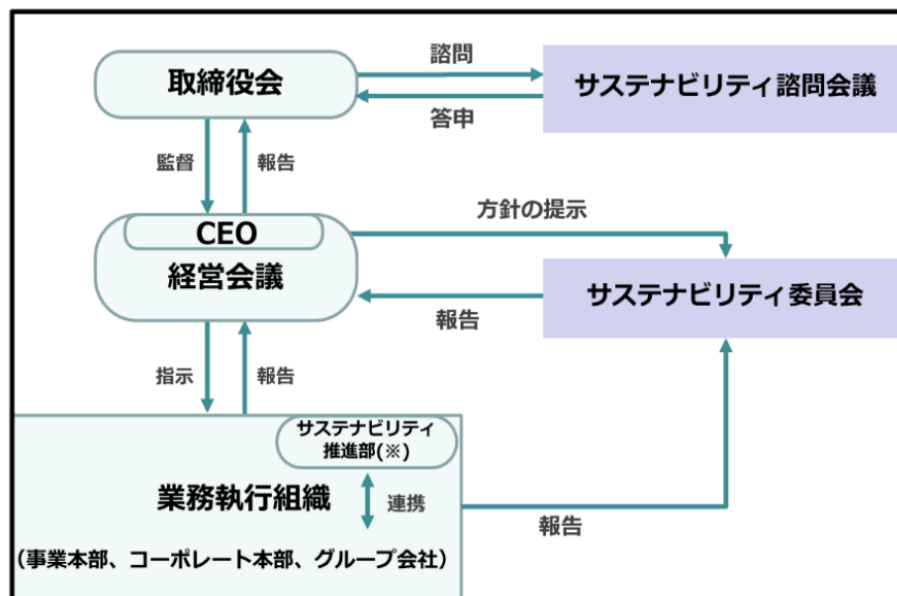 取締役会
諮問
答申
サステナビリティ諮問会議
監督
報告
CEO
経営会議
方針の提示
報告
サステナビリティ委員会
指示
報告
サステナビリティ
推進部(※)
業務執行組織
連携
報告
(事業本部、コーポレート本部、グループ会社)